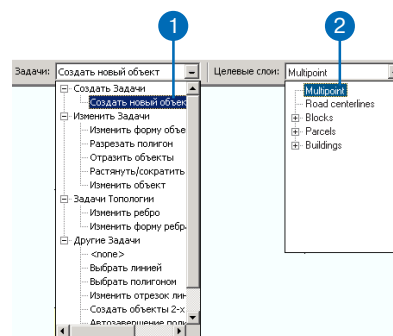 1 2
Задачи: Создать новый объект Целевые слои: Multipoint
Создать Задачи
Создать новый объек
Изменить Задачи
Изменить форму объе
Разрезать полигон
Отразить объекты
Растянуть/сократить
Изменить объект
Задачи Топологии
Изменить ребро
Изменить форму ребр
Другие Задачи
<none>
Выбрать линией
Выбрать полигоном
Изменить отрезок лин
Создать объекты 2-х
Автозавершение поли
Multipoint
Road centerlines
Blocks
Parcels
Buildings